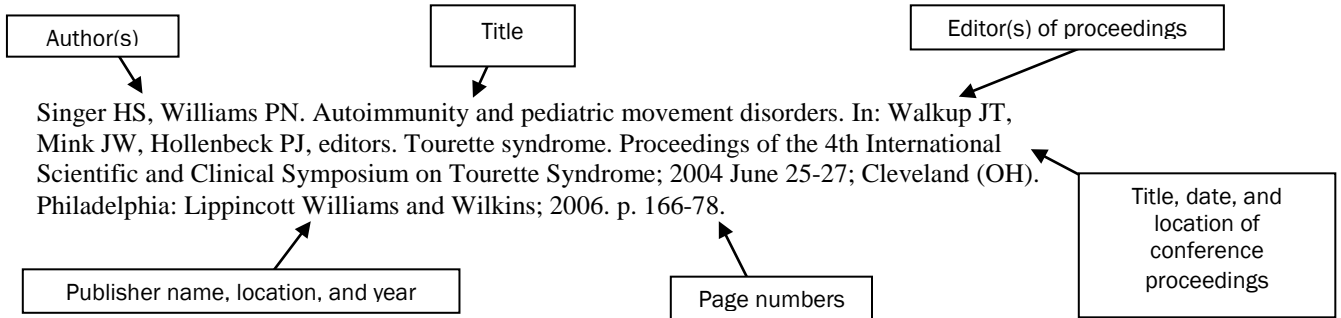 Author(s)
Title
Editor(s) of proceedings
Singer HS, Williams PN. Autoimmunity and pediatric movement disorders. In: Walkup JT,
Mink JW, Hollenbeck PJ, editors. Tourette syndrome. Proceedings of the 4th International
Scientific and Clinical Symposium on Tourette Syndrome; 2004 June 25-27; Cleveland (OH).
Philadelphia: Lippincott Williams and Wilkins; 2006. p. 166-78.
Title, date, and
location of
conference
proceedings
Publisher name, location, and year
Page numbers